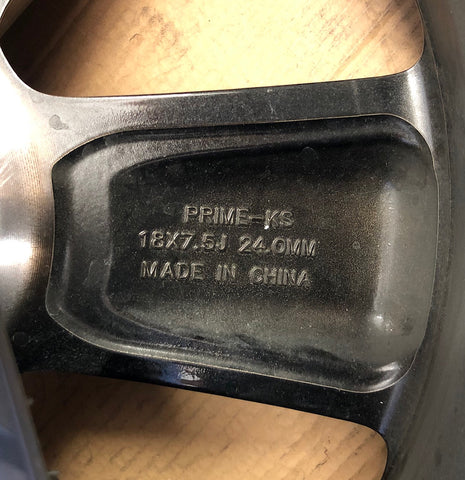 PRIME-KS
18X7.5J 24.0MM
MADE IN CHINA